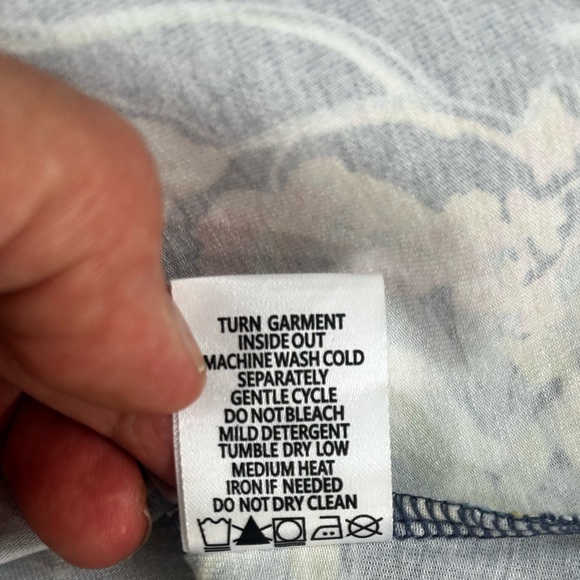 TURN GARMENT
INSIDE OUT
MACHINE WASH COLD
SEPARATELY
GENTLE CYCLE
DO NOT BLEACH
MILD DETERGENT
TUMBLE DRY LOW
MEDIUM HEAT
IRON IF NEEDED
DO NOT DRY CLEAN